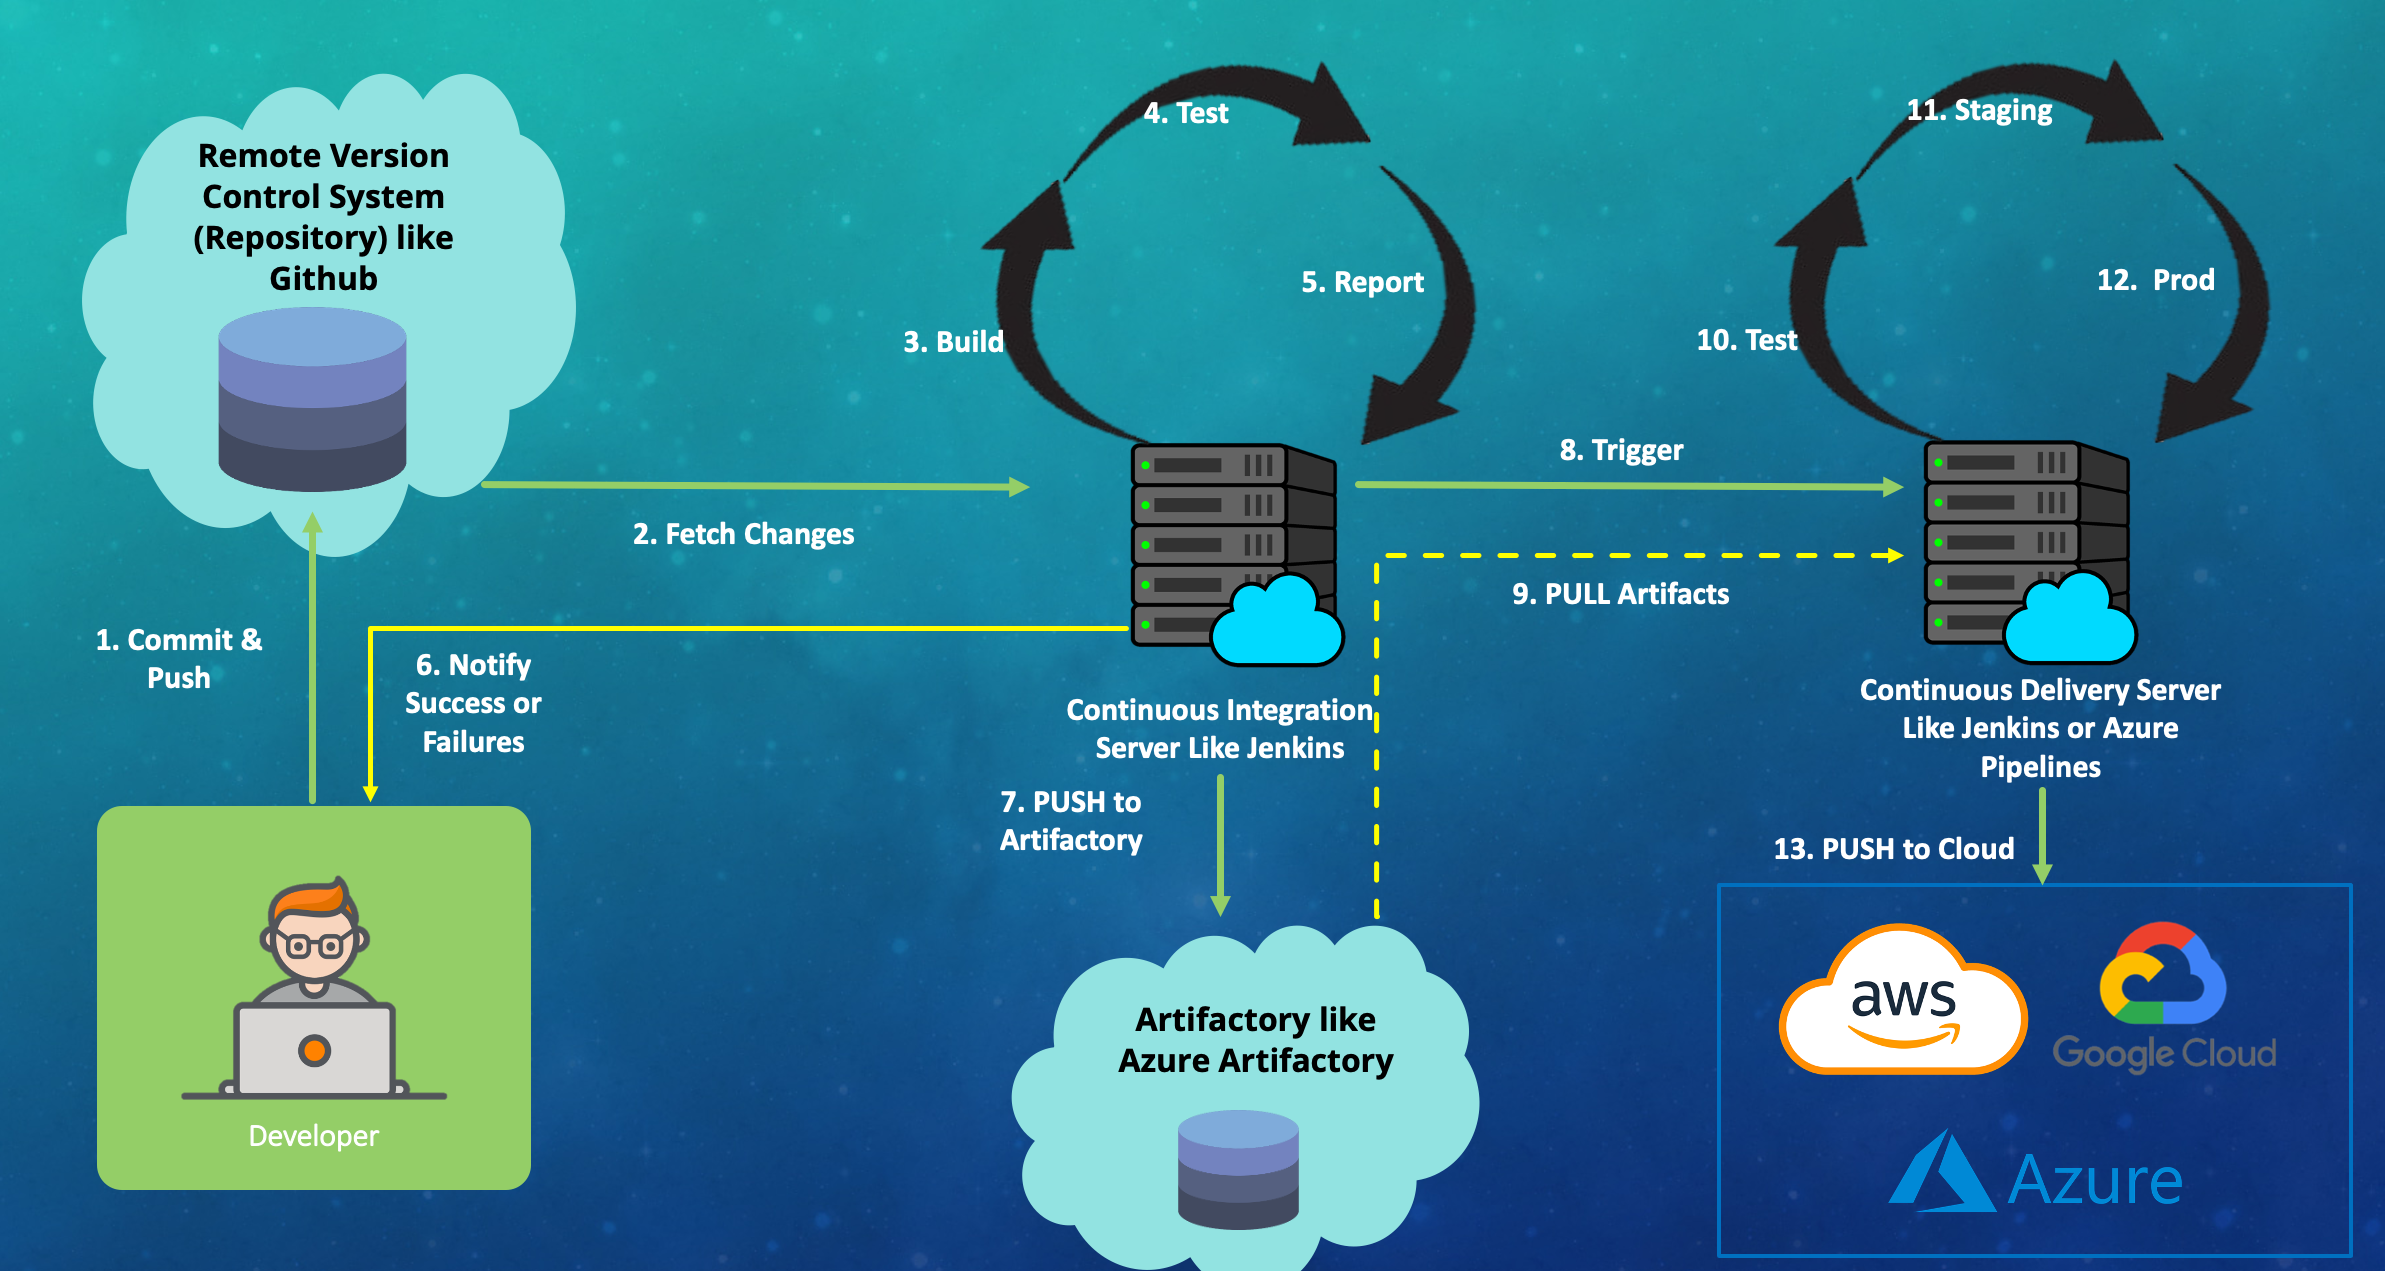 Remote Version
Control System
(Repository) like
Github
1. Commit &
Push
2. Fetch Changes
3. Build
4. Test
5. Report
6. Notify
Success or
Failures
Developer
Continuous Integration
Server Like Jenkins
7. PUSH to
Artifactory
Artifactory like
Azure Artifactory
8. Trigger
9. PULL Artifacts
10. Test
11. Staging
12.  Prod
Continuous Delivery Server
Like Jenkins or Azure
Pipelines
13. PUSH to Cloud
aws
Google Cloud
Azure